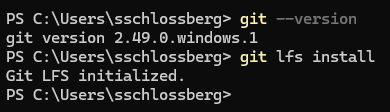 PS C:\Users\sschlossberg> git --version
git version 2.49.0.windows.1
PS C:\Users\sschlossberg> git lfs install
Git LFS initialized.
PS C:\Users\sschlossberg>